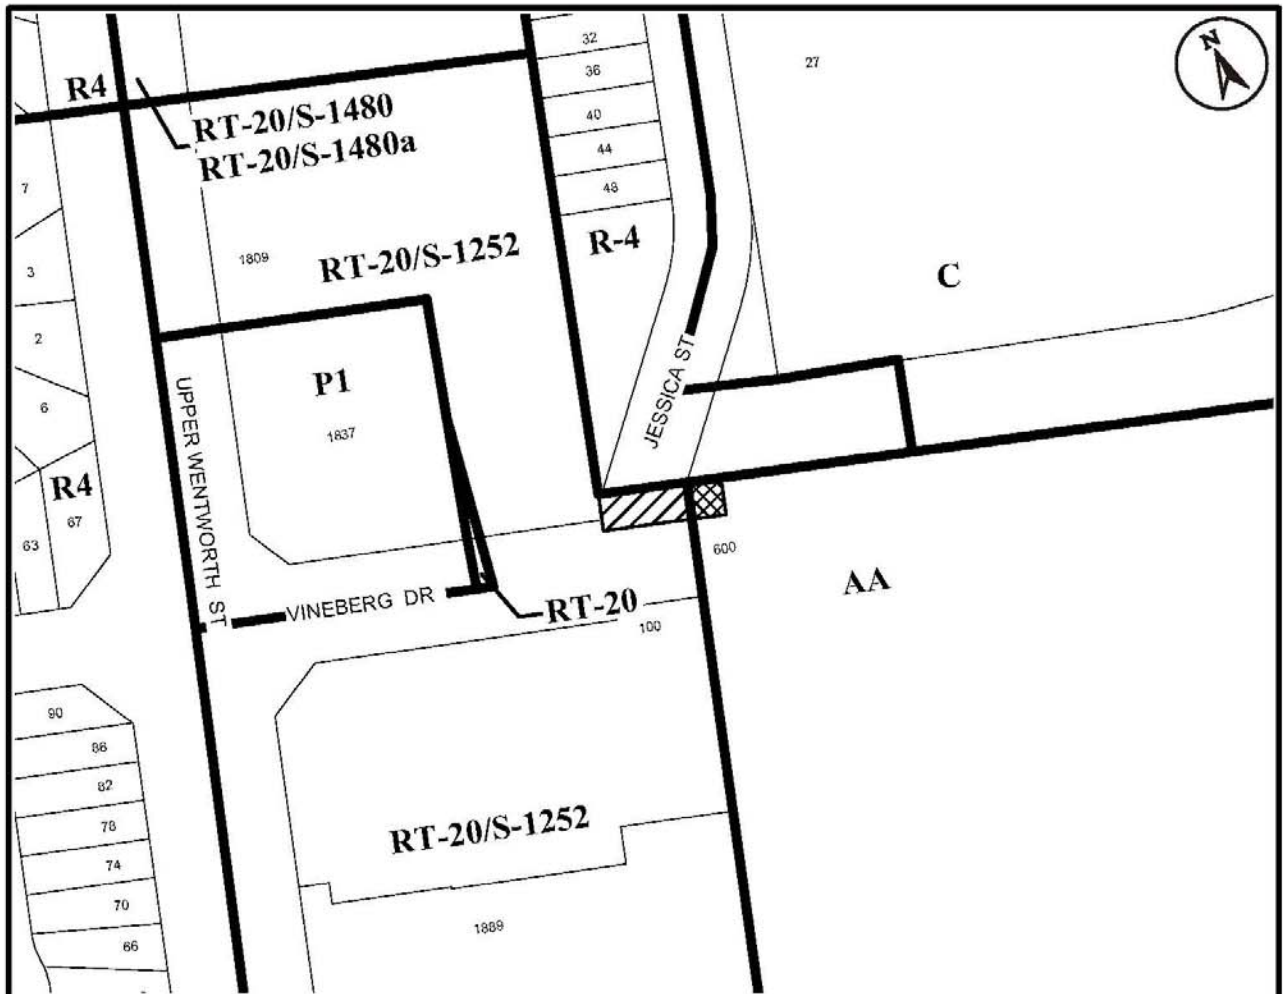 N
32
27
36
R4
RT-20/S-1480
RT-20/S-1480a
40
44
48
7
R-4
1809
RT-20/S-1252
3
C
2
JESSICA ST
P1
UPPER WENTWORTH ST
6
1837
R4
67
63
600
AA
VINEBERG DR
RT-20
100
90
86
82
78
RT-20/S-1252
74
70
1889
66